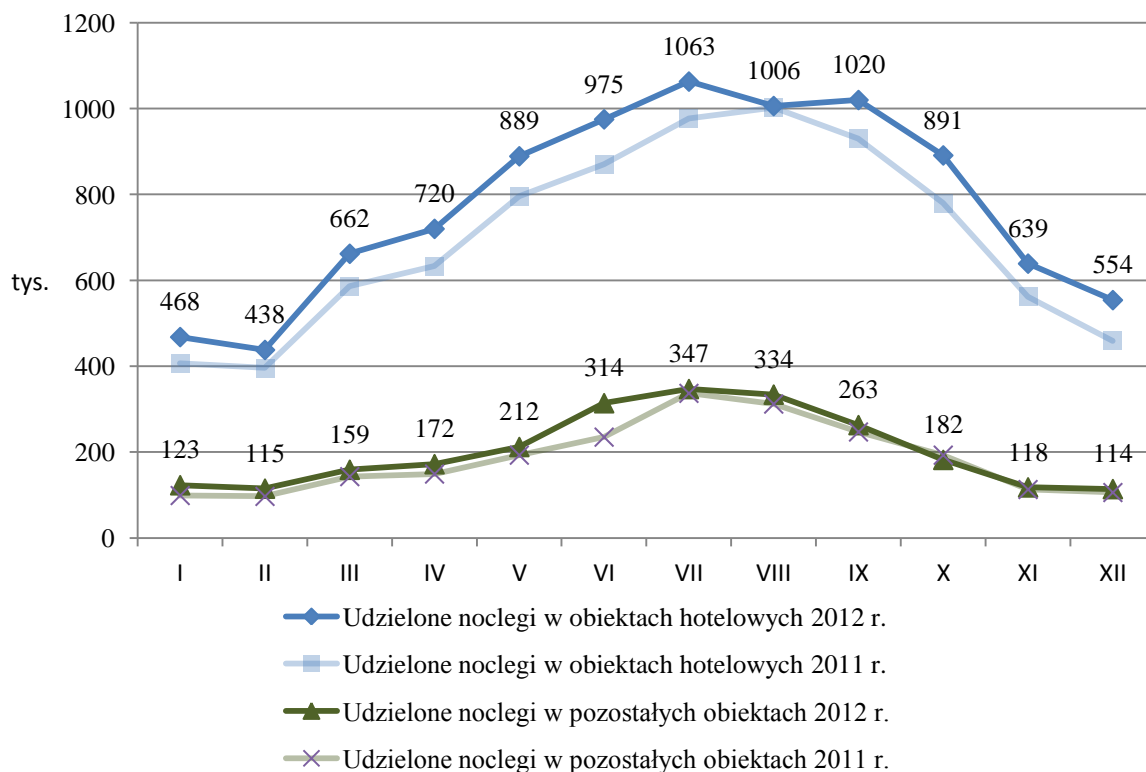 1200
1000
800
600
400
200
0
tys.
468 438 662 720 889 975 1063 1006 1020 891 639 554
123 115 159 172 212 314 347 334 263 182 118 114
I II III IV V VI VII VIII IX X XI XII
Udzielone noclegi w obiektach hotelowych 2012 r.
Udzielone noclegi w obiektach hotelowych 2011 r.
Udzielone noclegi w pozostałych obiektach 2012 r.
Udzielone noclegi w pozostałych obiektach 2011 r.